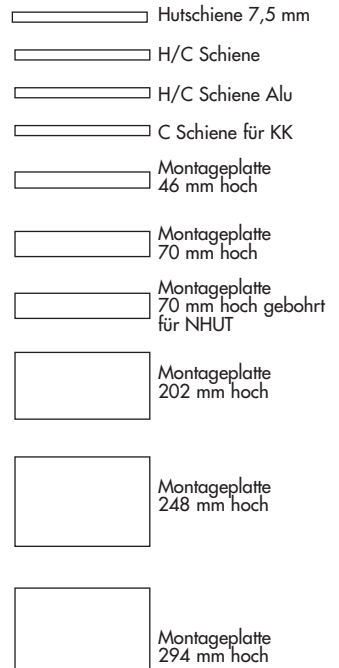 Hutschiene 7,5 mm
H/C Schiene
H/C Schiene Alu
C Schiene für KK
Montageplatte
46 mm hoch
Montageplatte
70 mm hoch
Montageplatte
70 mm hoch gebohrt
für NHUT
Montageplatte
202 mm hoch
Montageplatte
248 mm hoch
Montageplatte
294 mm hoch